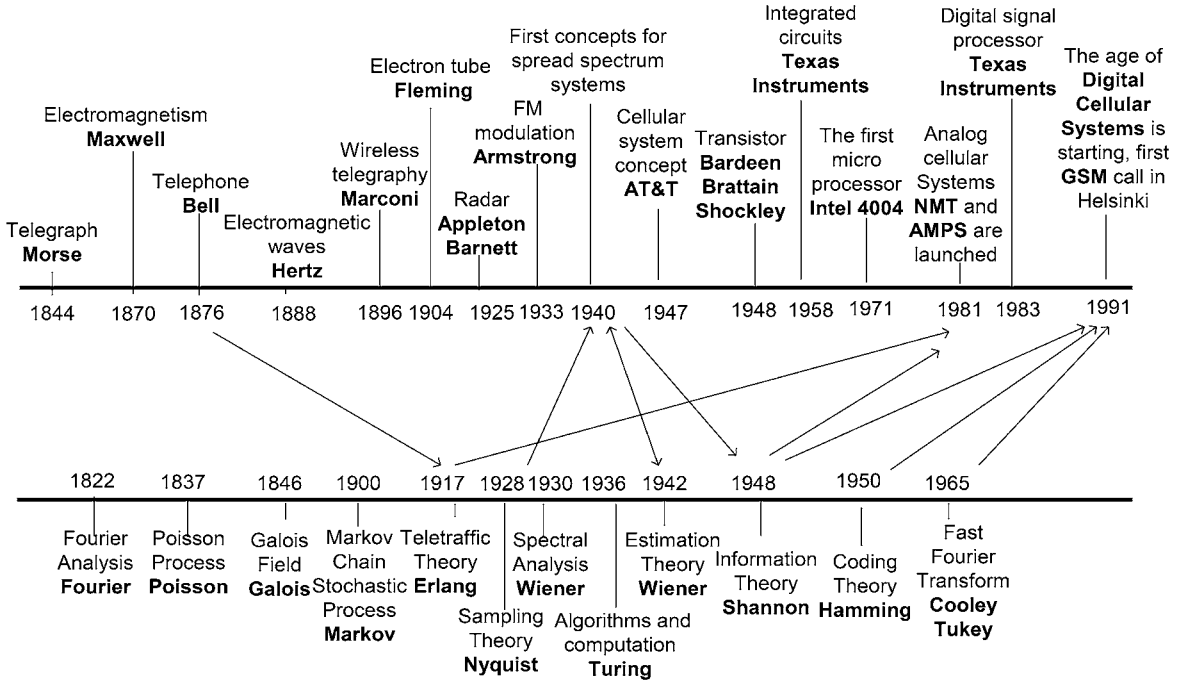 Telegraph
Morse
Electromagnetism
Maxwell
Telephone
Bell
Electromagnetic
waves
Hertz
Wireless
telegraphy
Marconi
Electron tube
Fleming
Radar
Appleton
Barnett
FM
modulation
Armstrong
First concepts for
spread spectrum
systems
Cellular
system
concept
AT&T
Transistor
Bardeen
Brattain
Shockley
Integrated
circuits
Texas
Instruments
The first
micro
processor
Intel 4004
Analog
cellular
Systems
NMT and
AMPS are
launched
Digital signal
processor
Texas
Instruments
The age of
Digital
Cellular
Systems is
starting, first
GSM call in
Helsinki
1844 1870 1876 1888 1896 1904 1925 1933 1940 1947 1948 1958 1971 1981 1983 1991
1822 1837 1846 1900 1917 1928 1930 1936 1942 1948 1950 1965
Fourier
Analysis
Fourier
Poisson
Process
Poisson
Galois
Field
Galois
Markov
Chain
Stochastic
Process
Markov
Teletraffic
Theory
Erlang
Sampling
Theory
Nyquist
Spectral
Analysis
Wiener
Algorithms and
computation
Turing
Estimation
Theory
Wiener
Information
Theory
Shannon
Coding
Theory
Hamming
Fast
Fourier
Transform
Cooley
Tukey